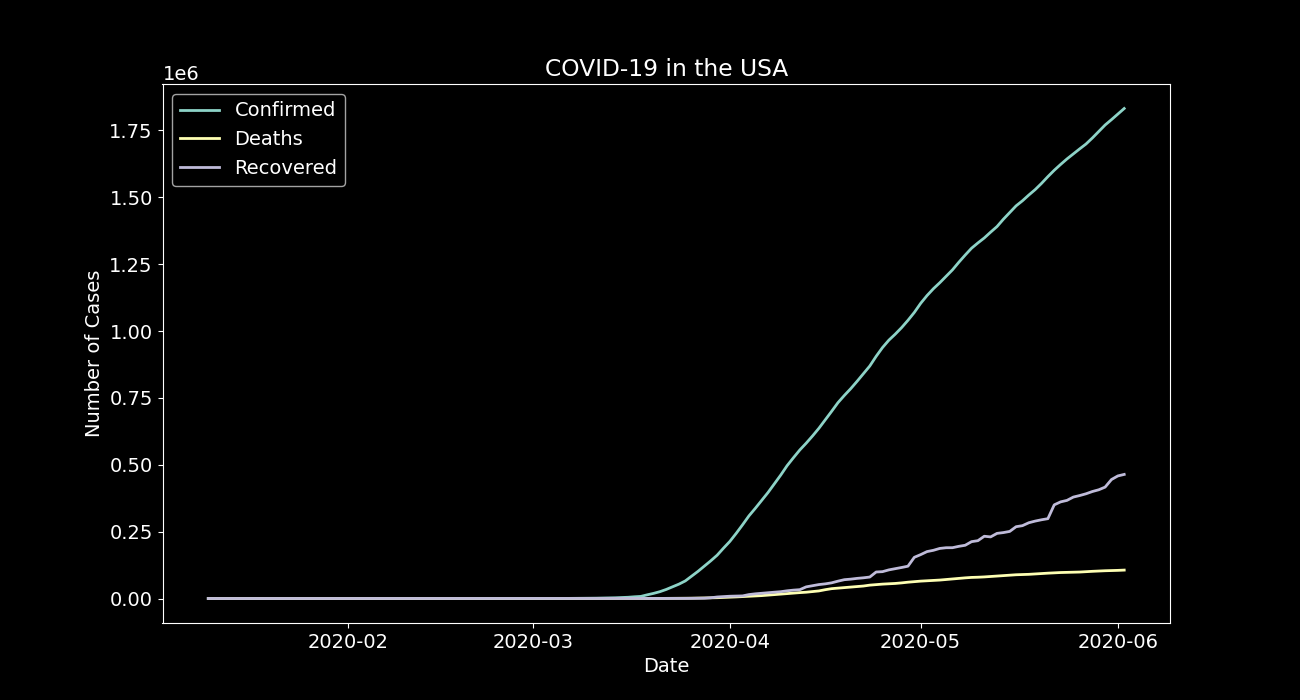 COVID-19 in the USA
1e6
Confirmed
Deaths
Recovered
1.75
1.50
1.25
1.00
0.75
0.50
0.25
0.00
Number of Cases
2020-02 2020-03 2020-04 2020-05 2020-06
Date